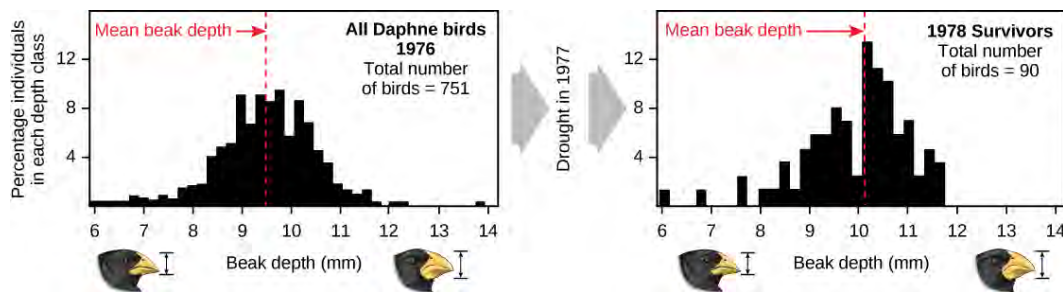 Mean beak depth
All Daphne birds
1976
Total number
of birds = 751
Percentage individuals
in each depth class
12
8
4
6 7 8 9 10 11 12 13 14
Beak depth (mm)
Drought in 1977
Mean beak depth
1978 Survivors
Total number
of birds = 90
12
8
4
6 7 8 9 10 11 12 13 14
Beak depth (mm)